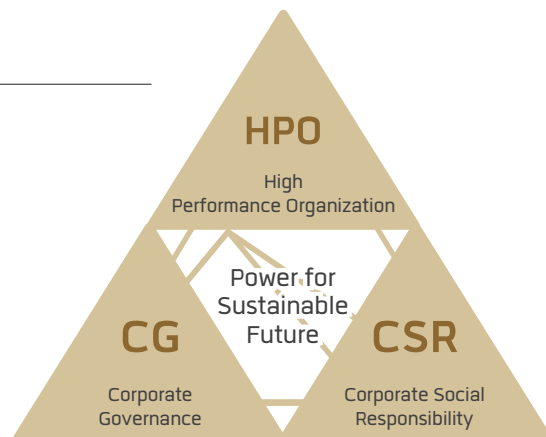 HPO
High
Performance Organization
Power for
Sustainable
Future
CG
Corporate
Governance
CSR
Corporate Social
Responsibility